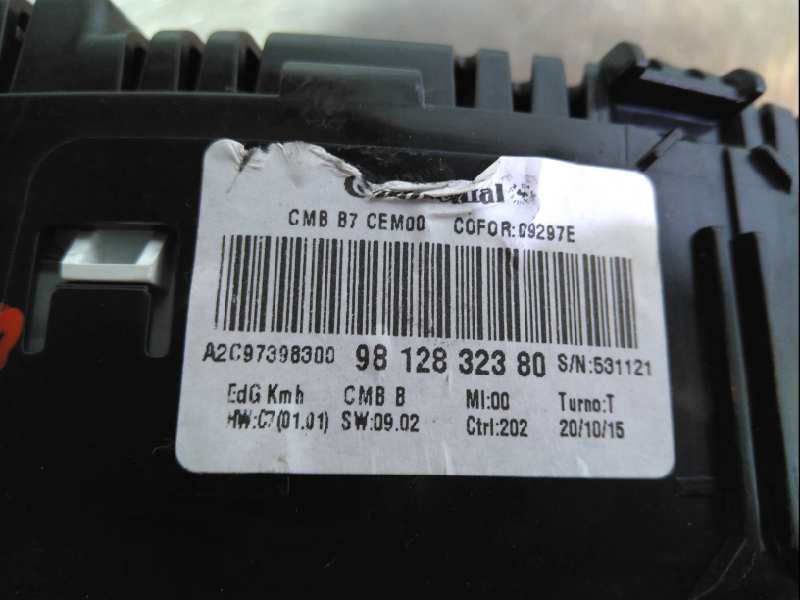 CMB B7 CEM00 COFOR:09297E
A2C97398300 98 128 323 80 S/N:531121
EdG Kmh CMB B MI:00 Turno:T
HW:C7(01.01) SW:09.02 Ctrl:202 20/10/15